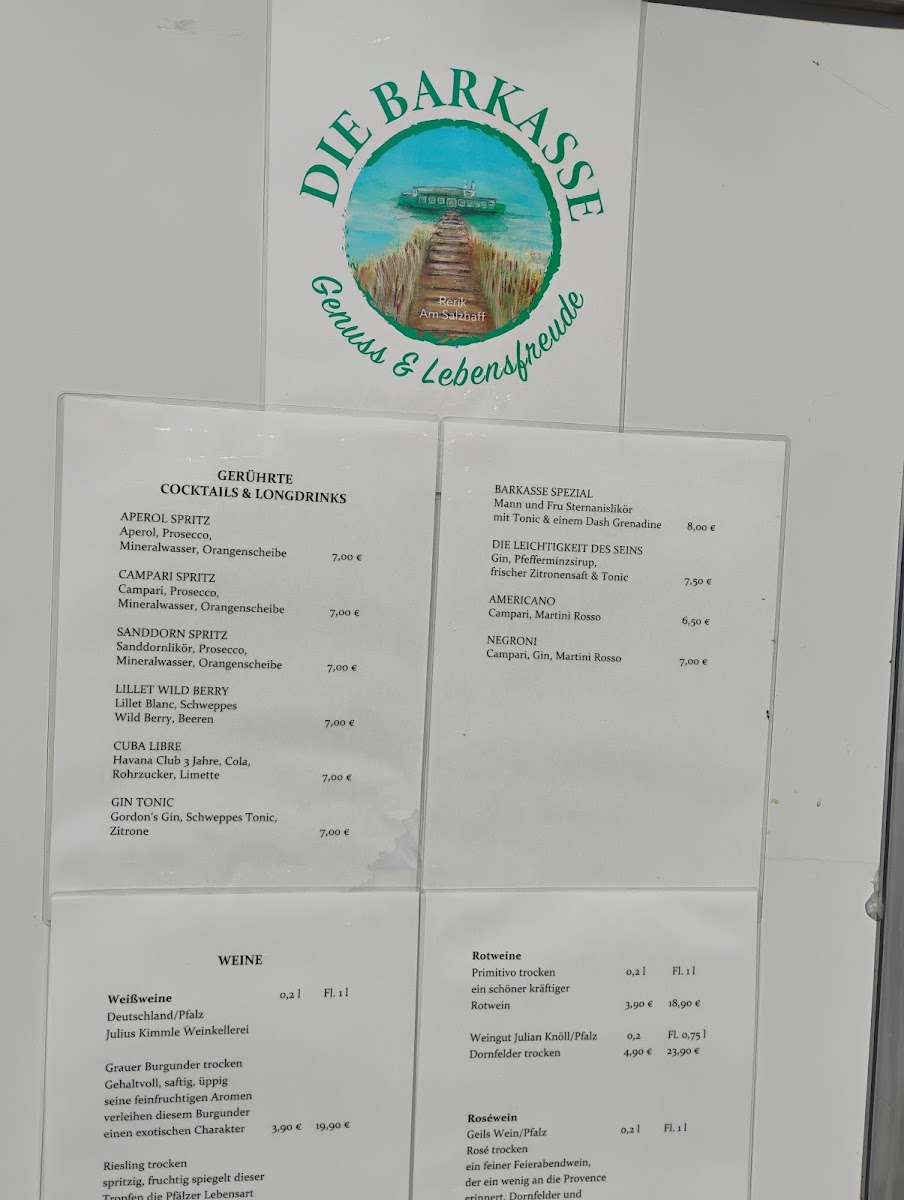 DIE BARKASSE
Rerik
Am Salzhaff
Genuss & Lebensfreude
GERÜHRTE
COCKTAILS & LONGDRINKS
APEROL SPRITZ
Aperol, Prosecco,
Mineralwasser, Orangenscheibe 7,00 €
CAMPARI SPRITZ
Campari, Prosecco,
Mineralwasser, Orangenscheibe 7,00 €
SANDDORN SPRITZ
Sanddornlikör, Prosecco,
Mineralwasser, Orangenscheibe 7,00 €
LILLET WILD BERRY
Lillet Blanc, Schweppes
Wild Berry, Beeren 7,00 €
CUBA LIBRE
Havana Club 3 Jahre, Cola,
Rohrzucker, Limette 7,00 €
GIN TONIC
Gordon's Gin, Schweppes Tonic,
Zitrone 7,00 €
BARKASSE SPEZIAL
Mann und Fru Sternanislikör
mit Tonic & einem Dash Grenadine 8,00 €
DIE LEICHTIGKEIT DES SEINS
Gin, Pfefferminzsirup,
frischer Zitronensaft & Tonic 7,50 €
AMERICANO
Campari, Martini Rosso 6,50 €
NEGRONI
Campari, Gin, Martini Rosso 7,00 €
WEINE
Weißweine 0,2 l Fl. 1 l
Deutschland/Pfalz
Julius Kimmle Weinkellerei
Grauer Burgunder trocken
Gehaltvoll, saftig, üppig
seine feinfruchtigen Aromen
verleihen diesem Burgunder
einen exotischen Charakter 3,90 € 19,90 €
Riesling trocken
spritzig, fruchtig spiegelt dieser
Tropfen die Pfälzer Lebensart
Rotweine
Primitivo trocken 0,2 l Fl. 1 l
ein schöner kräftiger
Rotwein 3,90 € 18,90 €
Weingut Julian Knöll/Pfalz 0,2 Fl. 0,75 l
Dornfelder trocken 4,90 € 23,90 €
Roséwein
Geils Wein/Pfalz 0,2 l Fl. 1 l
Rosé trocken
ein feiner Feierabendwein,
der ein wenig an die Provence
erinnert. Dornfelder und